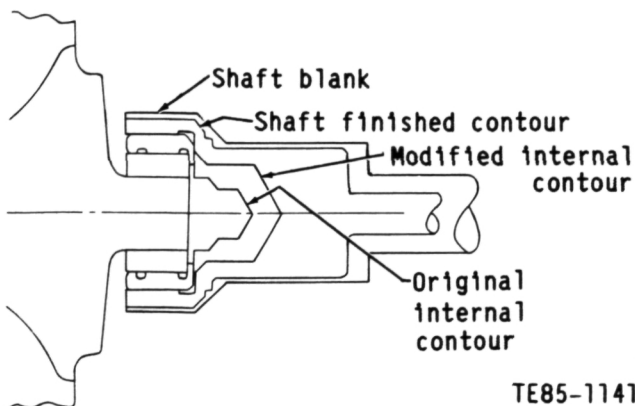 Shaft blank
Shaft finished contour
Modified internal
contour
Original
internal
contour
TE85-1141